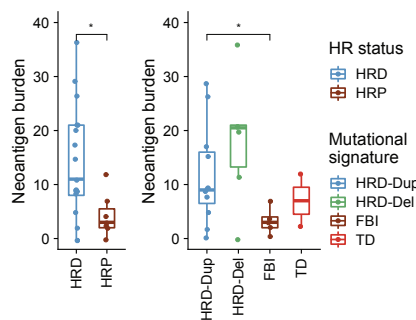 *
Neoantigen burden
40
30
20
10
0
HRD
HRP
*
Neoantigen burden
40
30
20
10
0
HRD-Dup
HRD-Del
FBI
TD
HR status
HRD
HRP
Mutational
signature
HRD-Dup
HRD-Del
FBI
TD